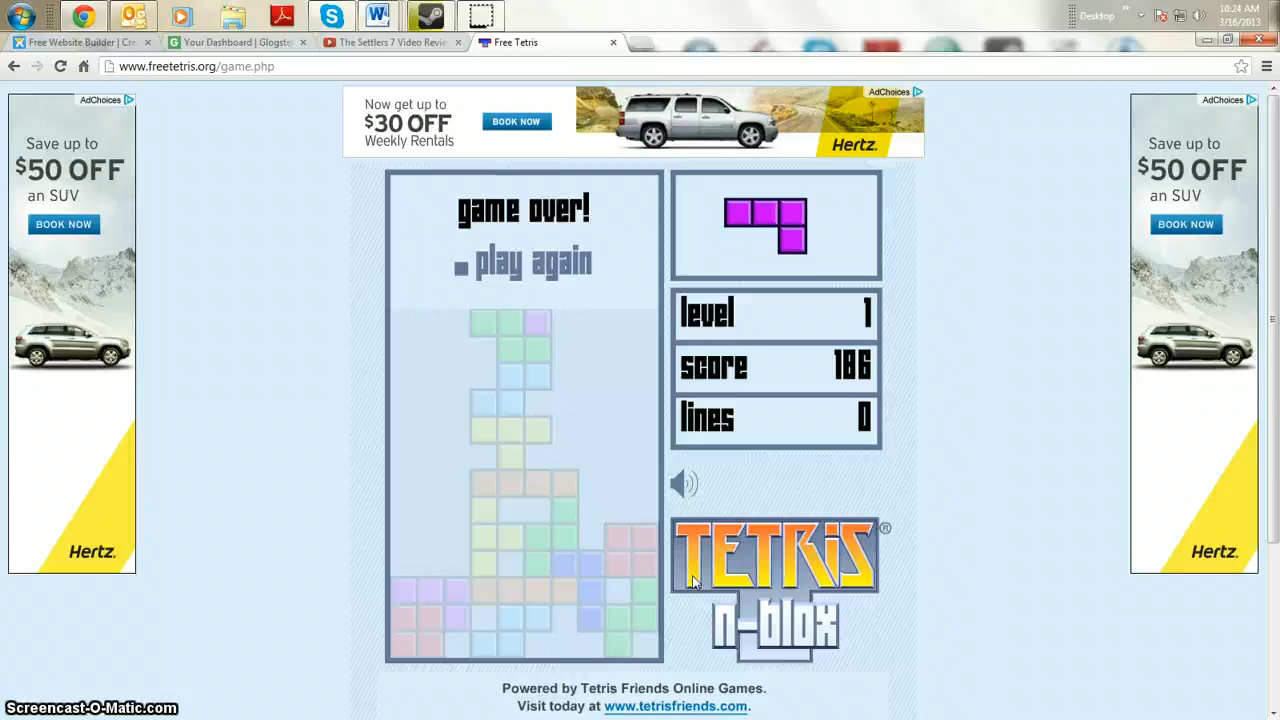 Desktop
»
10:24 AM
3/16/2013
Free Website Builder | Cre
Your Dashboard | Glogste
The Settlers 7 Video Revie
Free Tetris
www.freetetris.org/game.php
AdChoices
Save up to
$50 OFF
an SUV
BOOK NOW
Hertz.
Now get up to
$30 OFF
Weekly Rentals
BOOK NOW
AdChoices
Hertz.
AdChoices
Save up to
$50 OFF
an SUV
BOOK NOW
Hertz.
game over!
play again
level 1
score 186
lines 0
TETRIS®
n-blox
Powered by Tetris Friends Online Games.
Visit today at www.tetrisfriends.com.
Screencast-O-Matic.com